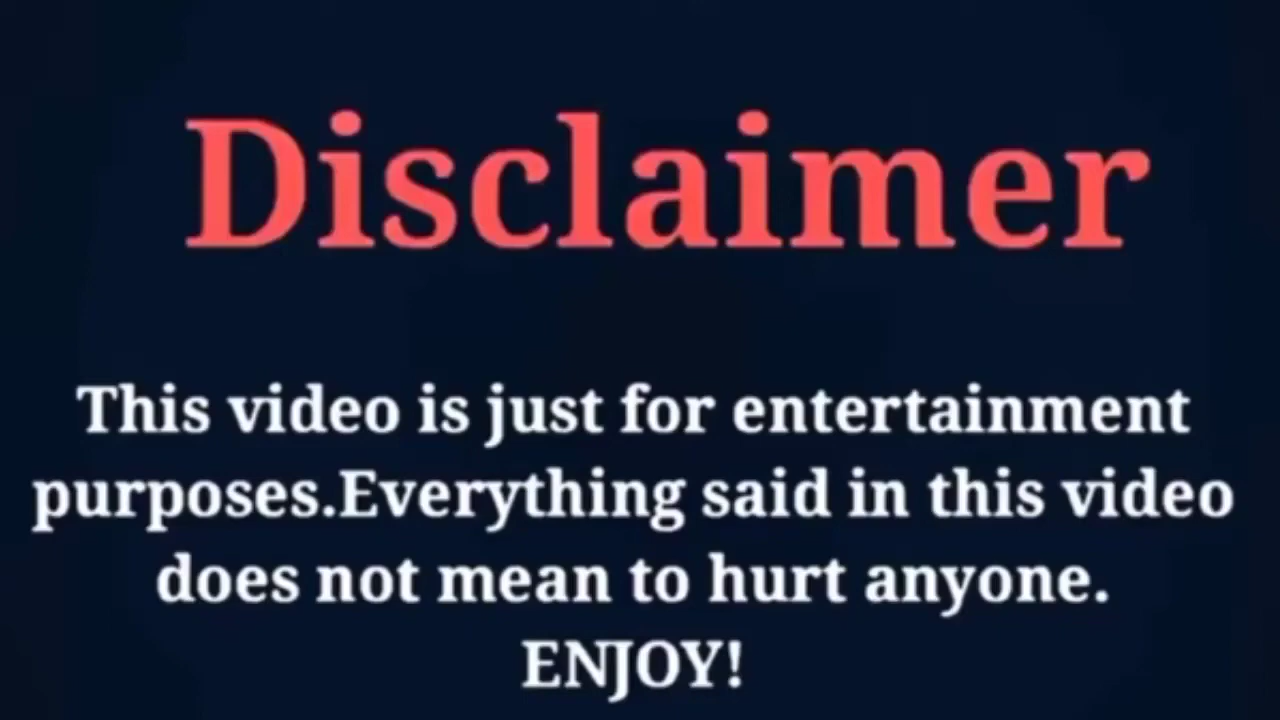 Disclaimer
This video is just for entertainment
purposes.Everything said in this video
does not mean to hurt anyone.
ENJOY!